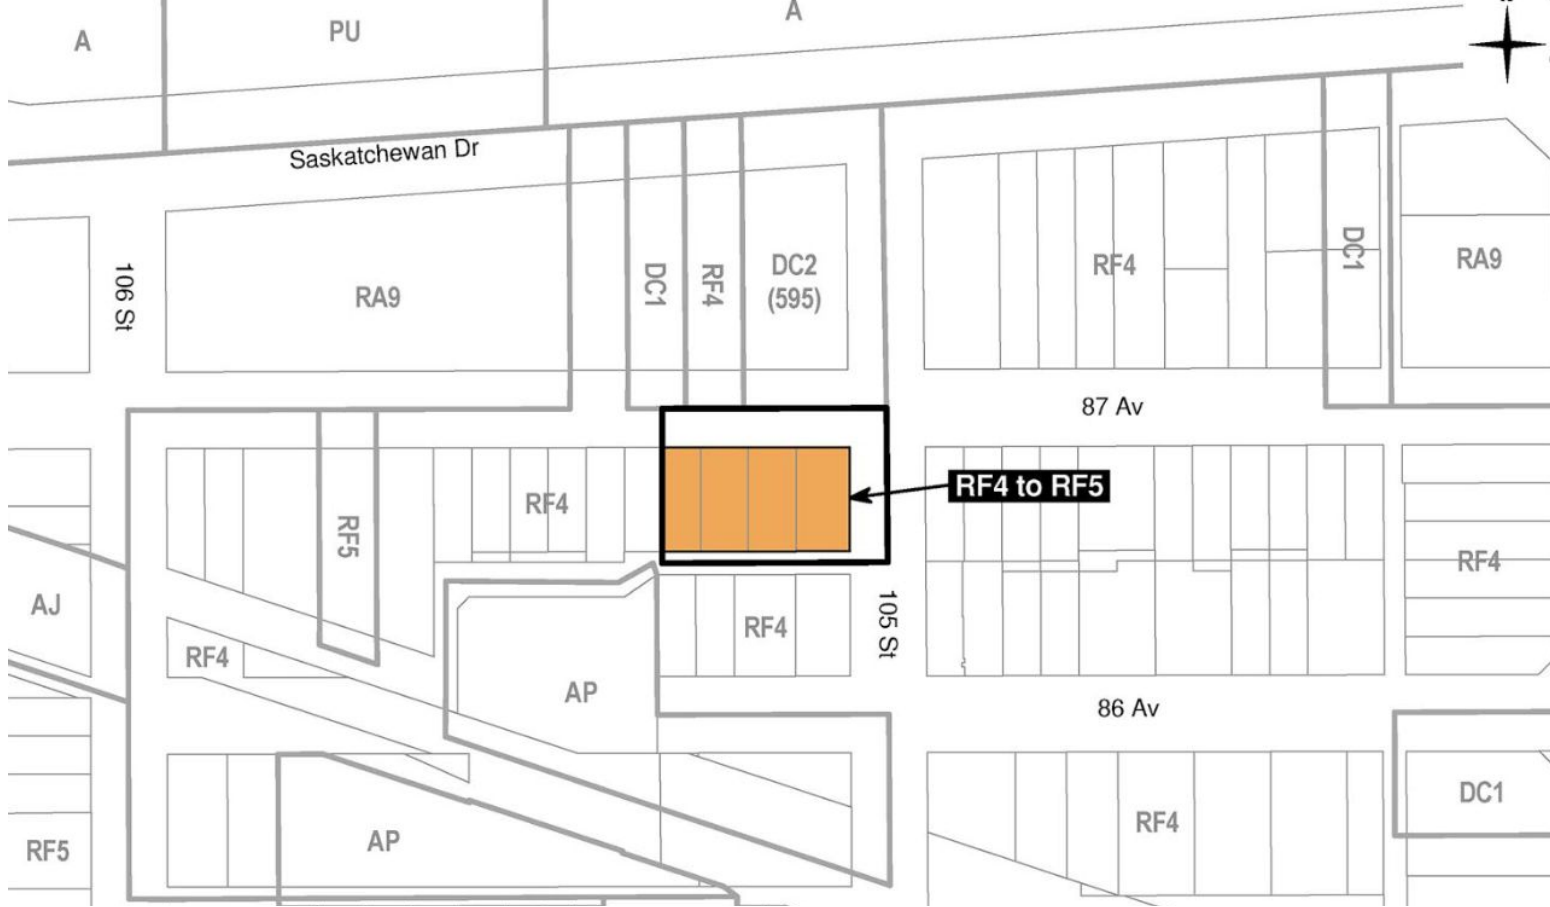 A
PU
A
Saskatchewan Dr
106 St
RA9
DC1
RF4
DC2
(595)
RF4
DC1
RA9
87 Av
RF5
RF4
RF4 to RF5
RF4
AJ
RF4
AP
RF4
105 St
86 Av
RF5
AP
RF4
DC1